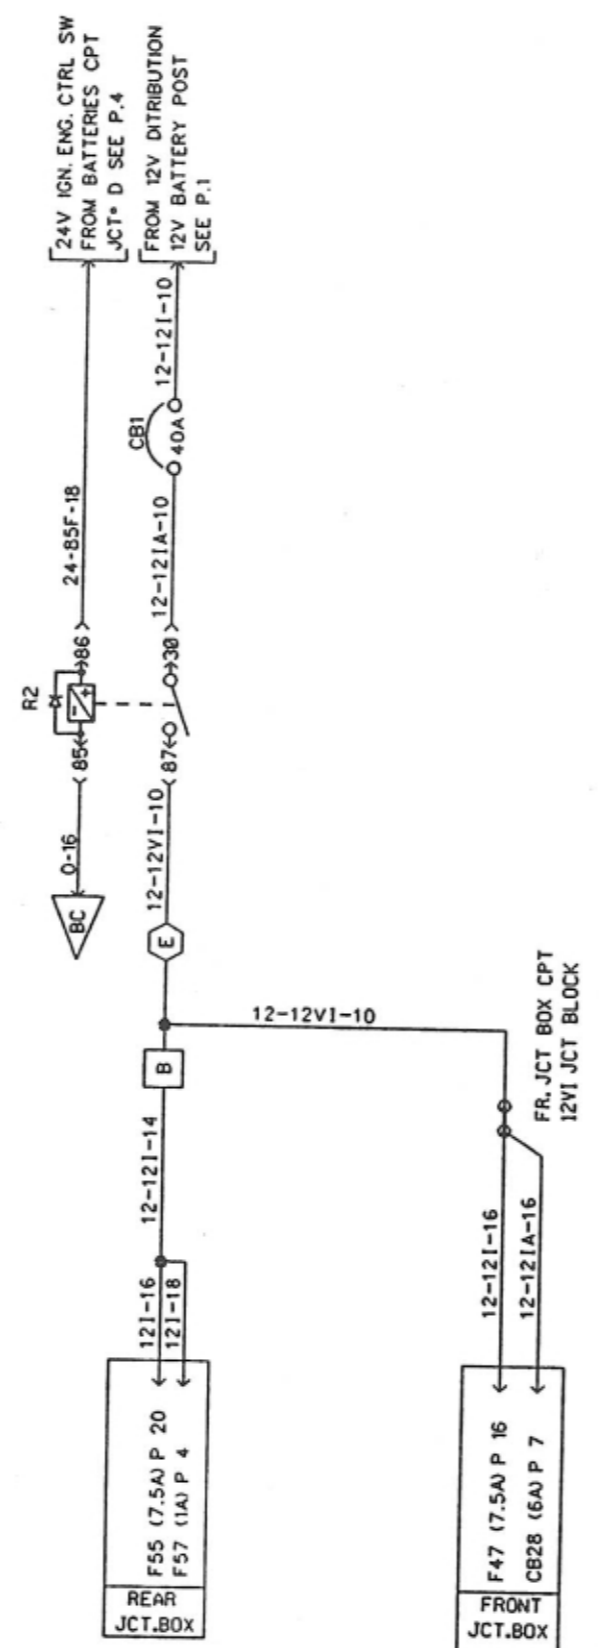 24V IGN. ENG. CTRL SW
FROM BATTERIES CPT
JCT• D SEE P.4
FROM 12V DITRIBUTION
12V BATTERY POST
SEE P.1
12-12I-10
CB1
40A
24-85F-18
12-12IA-10
R2
86
30
- +
85
87
0-16
12-12VI-10
BC
E
12-12VI-10
B
FR. JCT BOX CPT
12VI JCT BLOCK
12-12I-14
12-12I-16
12-12IA-16
12I-16
12I-18
F55 (7.5A) P 20
F57 (1A) P 4
F47 (7.5A) P 16
CB28 (6A) P 7
REAR
JCT.BOX
FRONT
JCT.BOX